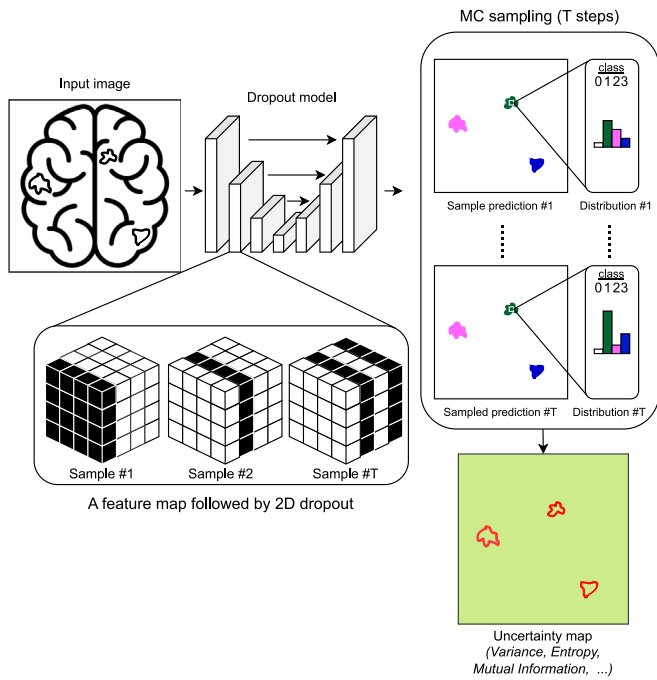 MC sampling (T steps)
Input image
Dropout model
class
0123
Sample prediction #1
Distribution #1
class
0123
Sampled prediction #T
Distribution #T
Sample #1
Sample #2
Sample #T
A feature map followed by 2D dropout
Uncertainty map
(Variance, Entropy,
Mutual Information, ...)